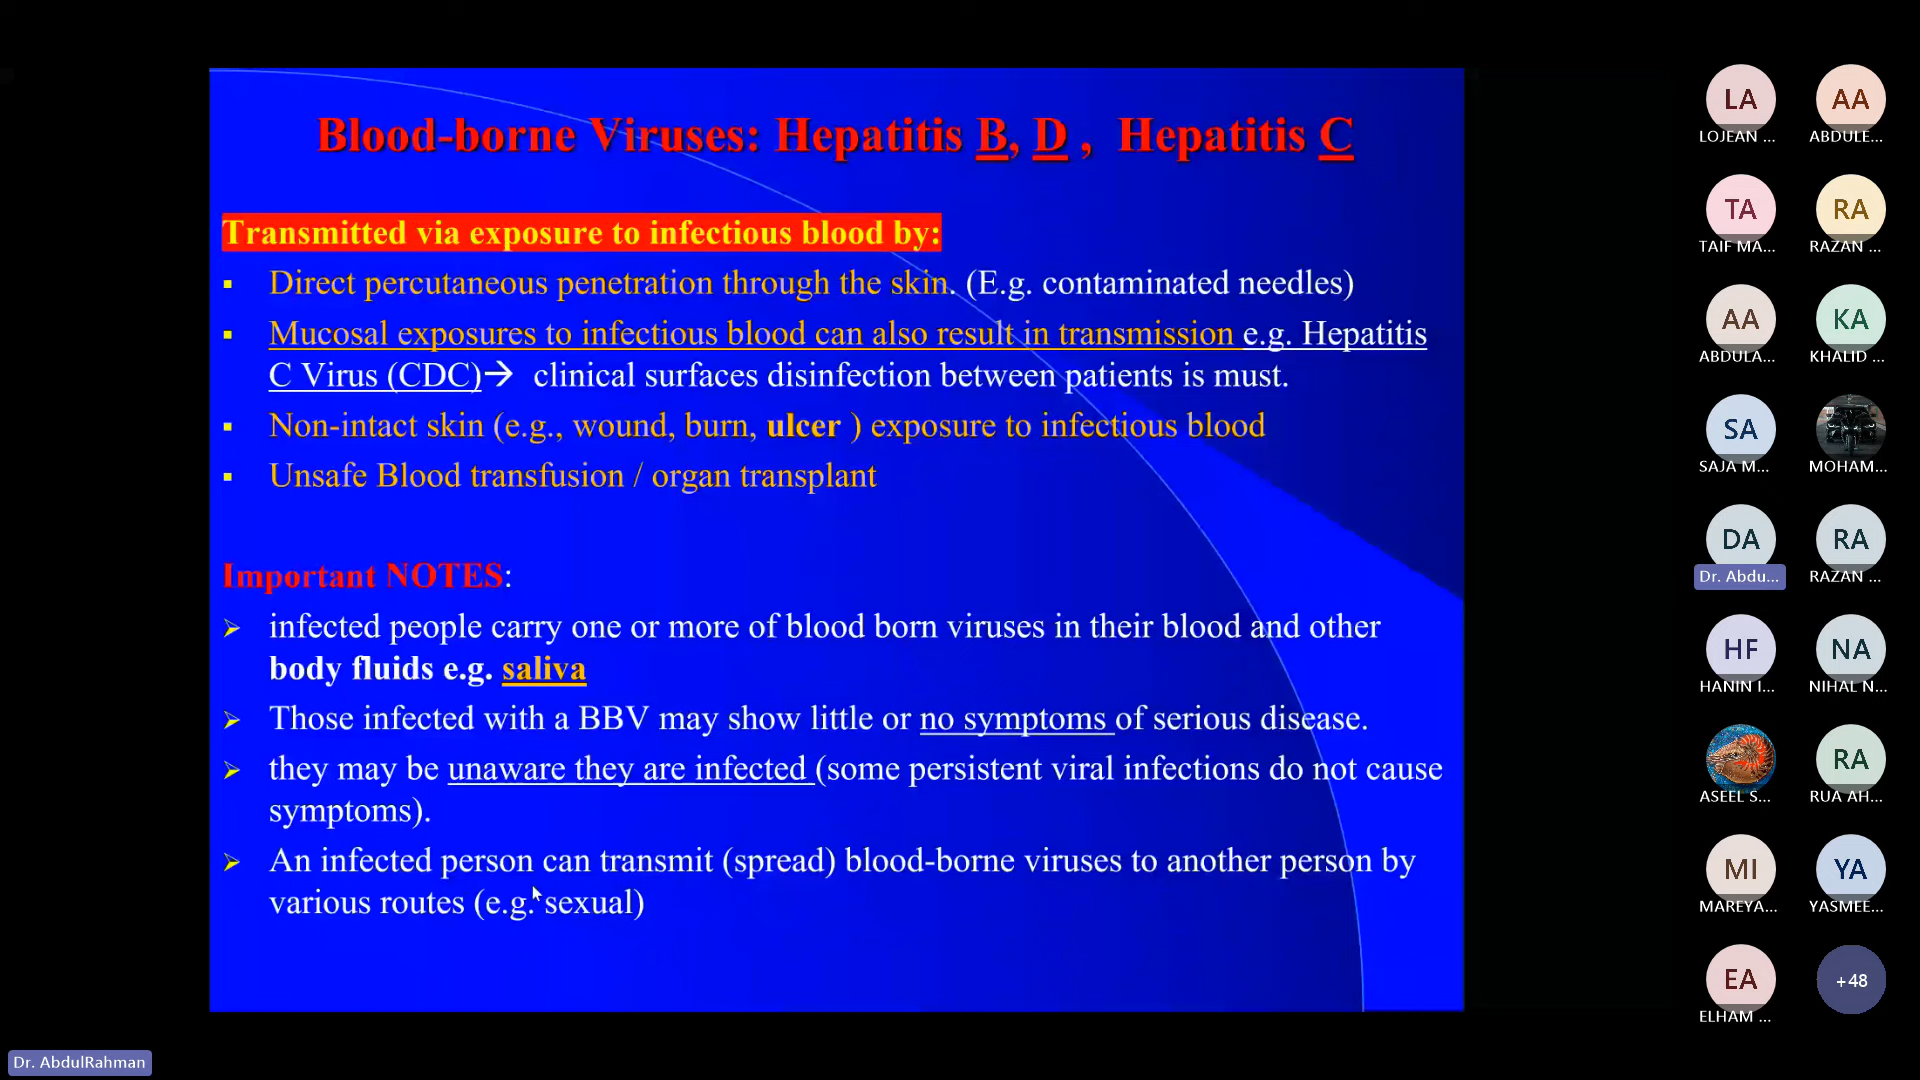 Blood-borne Viruses: Hepatitis B, D , Hepatitis C
Transmitted via exposure to infectious blood by:
▪ Direct percutaneous penetration through the skin. (E.g. contaminated needles)
▪ Mucosal exposures to infectious blood can also result in transmission e.g. Hepatitis
C Virus (CDC)→ clinical surfaces disinfection between patients is must.
▪ Non-intact skin (e.g., wound, burn, ulcer ) exposure to infectious blood
▪ Unsafe Blood transfusion / organ transplant
Important NOTES:
➢ infected people carry one or more of blood born viruses in their blood and other
body fluids e.g. saliva
➢ Those infected with a BBV may show little or no symptoms of serious disease.
➢ they may be unaware they are infected (some persistent viral infections do not cause
symptoms).
➢ An infected person can transmit (spread) blood-borne viruses to another person by
various routes (e.g. sexual)
LA AA
LOJEAN ... ABDULE...
TA RA
TAIF MA... RAZAN ...
AA KA
ABDULA... KHALID ...
SA
SAJA M... MOHAM...
DA RA
Dr. Abdu... RAZAN ...
HF NA
HANIN I... NIHAL N...
RA
ASEEL S... RUA AH...
MI YA
MAREYA... YASMEE...
EA +48
ELHAM ...
Dr. AbdulRahman